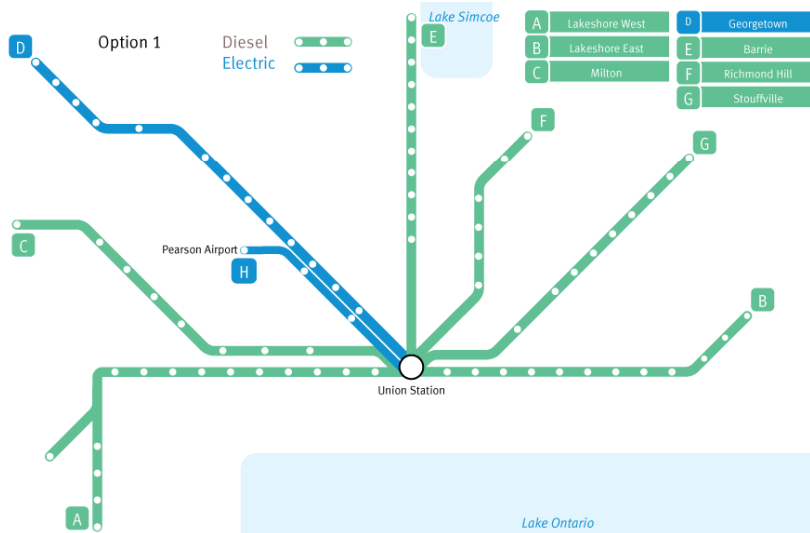 Lake Simcoe
A Lakeshore West
D Georgetown
Option 1
Diesel
E
B Lakeshore East
E Barrie
D
Electric
C Milton
F Richmond Hill
G Stouffville
F
G
C
Pearson Airport
H
B
Union Station
A
Lake Ontario